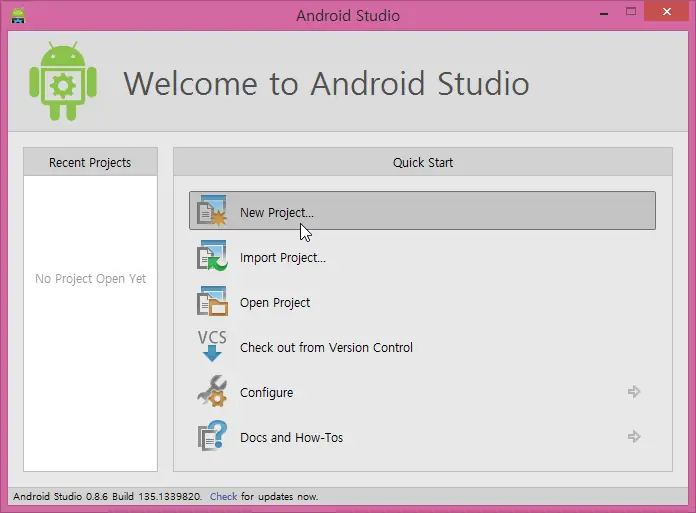 Android Studio
Welcome to Android Studio
Recent Projects
No Project Open Yet
Quick Start
New Project...
Import Project...
Open Project
VCS
Check out from Version Control
Configure
Docs and How-Tos
Android Studio 0.8.6 Build 135.1339820. Check for updates now.